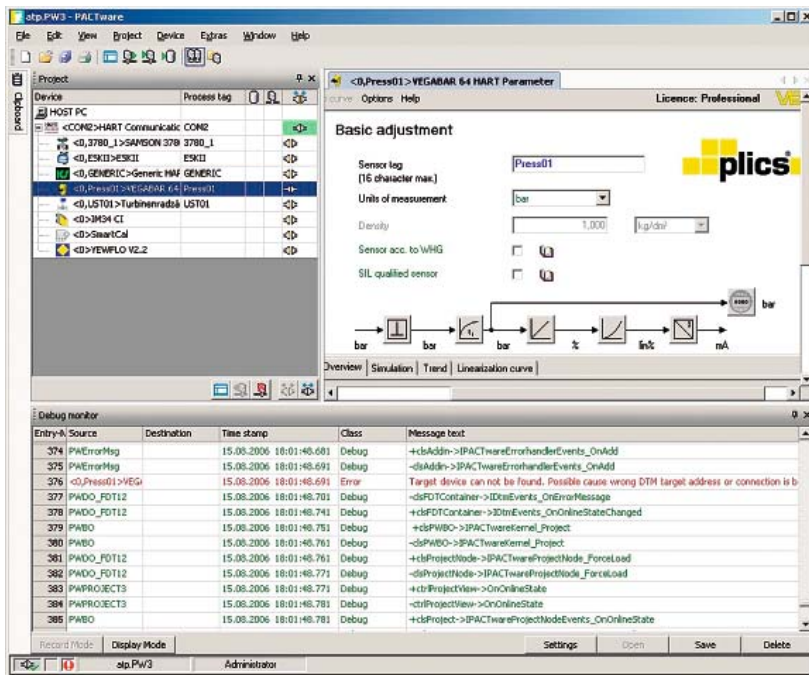 atp.PW3 - PACTware
File Edit View Project Device Extras Window Help
Clipboard
Project
Device Process tag
HOST PC
<COM2>HART Communicatic COM2
<0,3780_1>SAMSON 378 3780_1
<0,ESKII>ESKII ESKII
<0,GENERIC>Generic HAF GENERIC
<0,Press01>VEGABAR 64 Press01
<0,UST01>Turbinenradzä UST01
<0>IM34 CI
<0>SmartCal
<0>YEWFLO V2.2
<0,Press01>VEGABAR 64 HART Parameter
curve Options Help Licence: Professional VE
Basic adjustment
plics
Sensor tag Press01
(16 character max.)
Units of measurement bar
Density 1,000 kg/dm³
Sensor acc. to WHG
SIL qualified sensor
bar
bar bar bar % lin% mA
Overview Simulation Trend Linearization curve
Debug monitor
Entry-N Source Destination Time stamp Class Message text
374 PWErrorMsg 15.08.2006 18:01:48.681 Debug +clsAddin->IPACTwareErrorhandlerEvents_OnAdd
375 PWErrorMsg 15.08.2006 18:01:48.691 Debug -clsAddin->IPACTwareErrorhandlerEvents_OnAdd
376 <0,Press01>VEG 15.08.2006 18:01:48.691 Error Target device can not be found. Possible cause wrong DTM target address or connection is b
377 PWDO_FDT12 15.08.2006 18:01:48.701 Debug -clsFDTContainer->IDtmEvents_OnErrorMessage
378 PWDO_FDT12 15.08.2006 18:01:48.741 Debug +clsFDTContainer->IDtmEvents_OnOnlineStateChanged
379 PWBO 15.08.2006 18:01:48.751 Debug +clsPWBO->IPACTwareKernel_Project
380 PWBO 15.08.2006 18:01:48.761 Debug -clsPWBO->IPACTwareKernel_Project
381 PWDO_FDT12 15.08.2006 18:01:48.761 Debug +clsProjectNode->IPACTwareProjectNode_ForceLoad
382 PWDO_FDT12 15.08.2006 18:01:48.771 Debug -clsProjectNode->IPACTwareProjectNode_ForceLoad
383 PWPROJECT3 15.08.2006 18:01:48.771 Debug +ctrlProjectView->OnOnlineState
384 PWPROJECT3 15.08.2006 18:01:48.781 Debug -ctrlProjectView->OnOnlineState
385 PWBO 15.08.2006 18:01:48.781 Debug +clsProject->IPACTwareProjectNodeEvents_OnOnlineState
Record Mode Display Mode Settings Open Save Delete
atp.PW3 Administrator